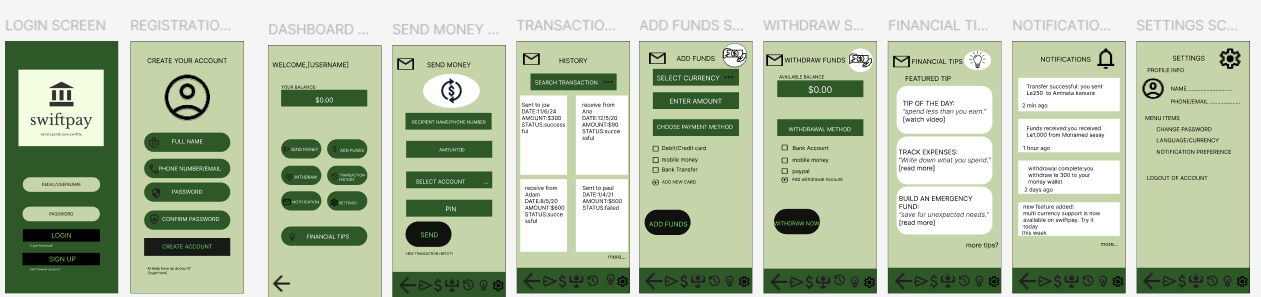 LOGIN SCREEN
swiftpay
send.spend.save.swiftbo.
EMAIL/USERNAME
PASSWORD
LOGIN
forgot Password?
SIGN UP
Don't have an account?
REGISTRATIO...
CREATE YOUR ACCOUNT
FULL NAME
PHONE NUMBER/EMAIL
PASSWORD
CONFIRM PASSWORD
CREATE ACCOUNT
Already have an account?
(login here)
DASHBOARD ...
WELCOME,[USERNAME]
YOUR BALANCE:
$0.00
SEND MONEY
ADD FUNDS
WITHDRAW
TRANSACTION
HISTORY
NOTIFICATION
SETTINGS
FINANCIAL TIPS
SEND MONEY ...
SEND MONEY
RECIPIENT NAME/PHONE NUMBER
AMOUNT($)
SELECT ACCOUNT ...
PIN
SEND
VIEW TRANSACTION HISTORY
TRANSACTIO...
HISTORY
SEARCH TRANSACTION ...
Sent to joe
DATE:11/6/24
AMOUNT:$300
STATUS:success
ful
receive from
Ana
DATE:12/5/20
AMOUNT:$90
STATUS:succe
ssful
receive from
Adam
DATE:8/5/20
AMOUNT:$600
STATUS:succe
ssful
Sent to paul
DATE:1/4/21
AMOUNT:$500
STATUS:failed
more...
ADD FUNDS S...
ADD FUNDS
SELECT CURRENCY ...
ENTER AMOUNT
CHOOSE PAYMENT METHOD
Debit/Credit card
mobile money
Bank Transfer
ADD NEW CARD
ADD FUNDS
WITHDRAW S...
WITHDRAW FUNDS
AVAILABLE BALANCE
$0.00
WITHDRAWAL METHOD
Bank Account
mobile money
paypal
Add withdrawal Account
WITHDRAW NOW
FINANCIAL TI...
FINANCIAL TIPS
FEATURED TIP
TIP OF THE DAY:
"spend less than you earn."
[watch video]
TRACK EXPENSES:
"Write down what you spend."
[read more]
BUILD AN EMERGENCY
FUND:
"save for unexpected needs."
[read more]
more tips?
NOTIFICATIO...
NOTIFICATIONS
Transfer successful: you sent
Le250 to Aminata kamara
2 min ago
Funds received:you received
Le1,000 from Mohamed sesay
1 hour ago
withdrawal complete:you
withdraw le 300 to your
money wallet.
2 days ago
new feature added!
multi currency support is now
available on swiftpay. Try it
today
this week
more...
SETTINGS SC...
SETTINGS
PROFILE INFO
NAME....................
PHONE/EMAIL...............
MENU ITEMS
CHANGE PASSWORD
LANGUAGE/CURRENCY
NOTIFICATION PREFERENCE
LOGOUT OF ACCOUNT